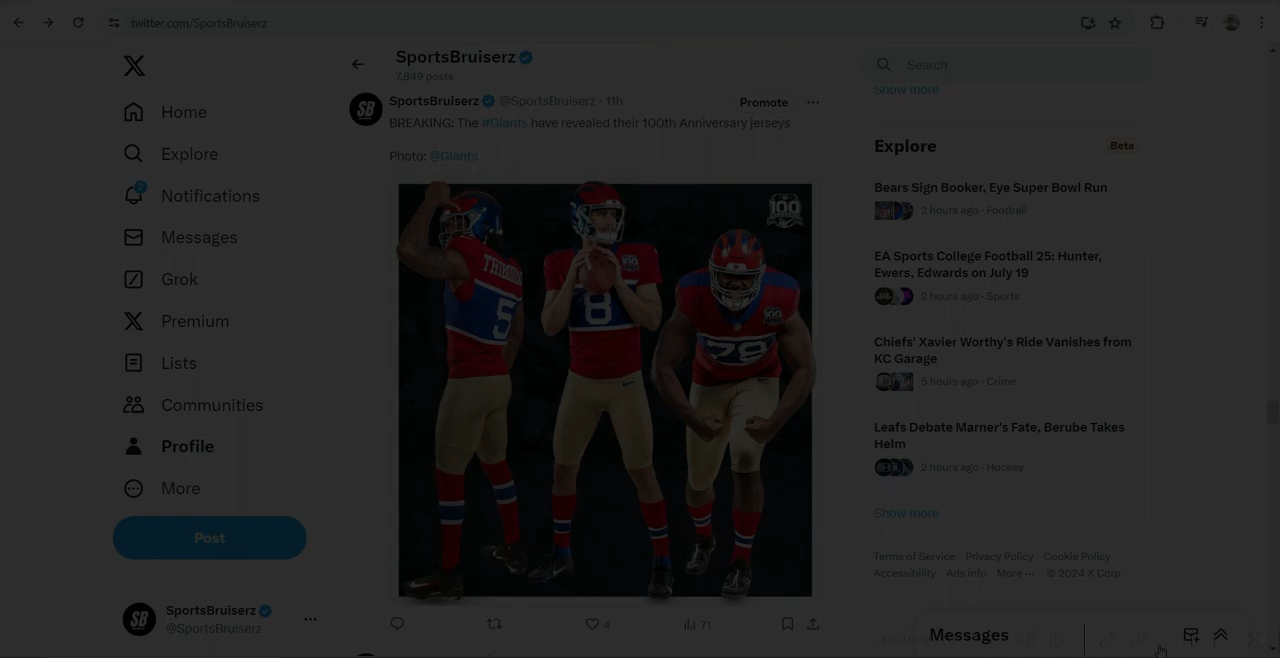 twitter.com/SportsBruiserz
SportsBruiserz
7,849 posts
Home
Explore
Notifications
Messages
Grok
Premium
Lists
Communities
Profile
More
Post
SportsBruiserz
@SportsBruiserz
SB
SportsBruiserz @SportsBruiserz · 11h
Promote
BREAKING: The #Giants have revealed their 100th Anniversary jerseys
Photo: @Giants
100
5
8
100
78
100
4
71
Search
Show more
Explore
Beta
Bears Sign Booker, Eye Super Bowl Run
2 hours ago · Football
EA Sports College Football 25: Hunter,
Ewers, Edwards on July 19
2 hours ago · Sports
Chiefs' Xavier Worthy's Ride Vanishes from
KC Garage
5 hours ago · Crime
Leafs Debate Marner's Fate, Berube Takes
Helm
2 hours ago · Hockey
Show more
Terms of Service Privacy Policy Cookie Policy
Accessibility Ads info More ··· © 2024 X Corp.
Messages